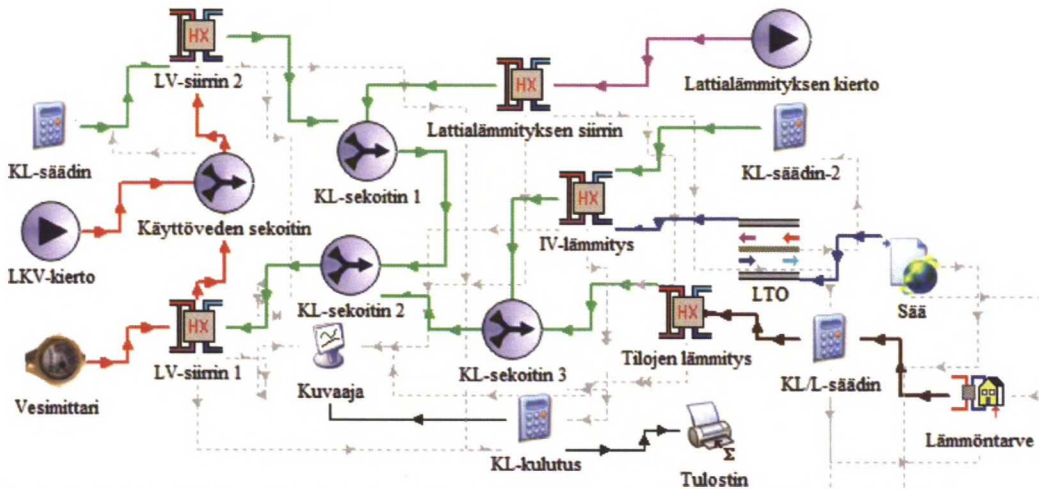 HX
LV-siirrin 2
HX
Lattialämmityksen siirrin
Lattialämmityksen kierto
KL-säädin
KL-sekoitin 1
KL-säädin-2
HX
IV-lämmitys
Käyttöveden sekoitin
LKV-kierto
LTO
Sää
KL-sekoitin 2
HX
LV-siirrin 1
HX
Tilojen lämmitys
KL/L-säädin
Vesimittari
Kuvaaja
KL-sekoitin 3
Lämmöntarve
KL-kulutus
Σ
Tulostin